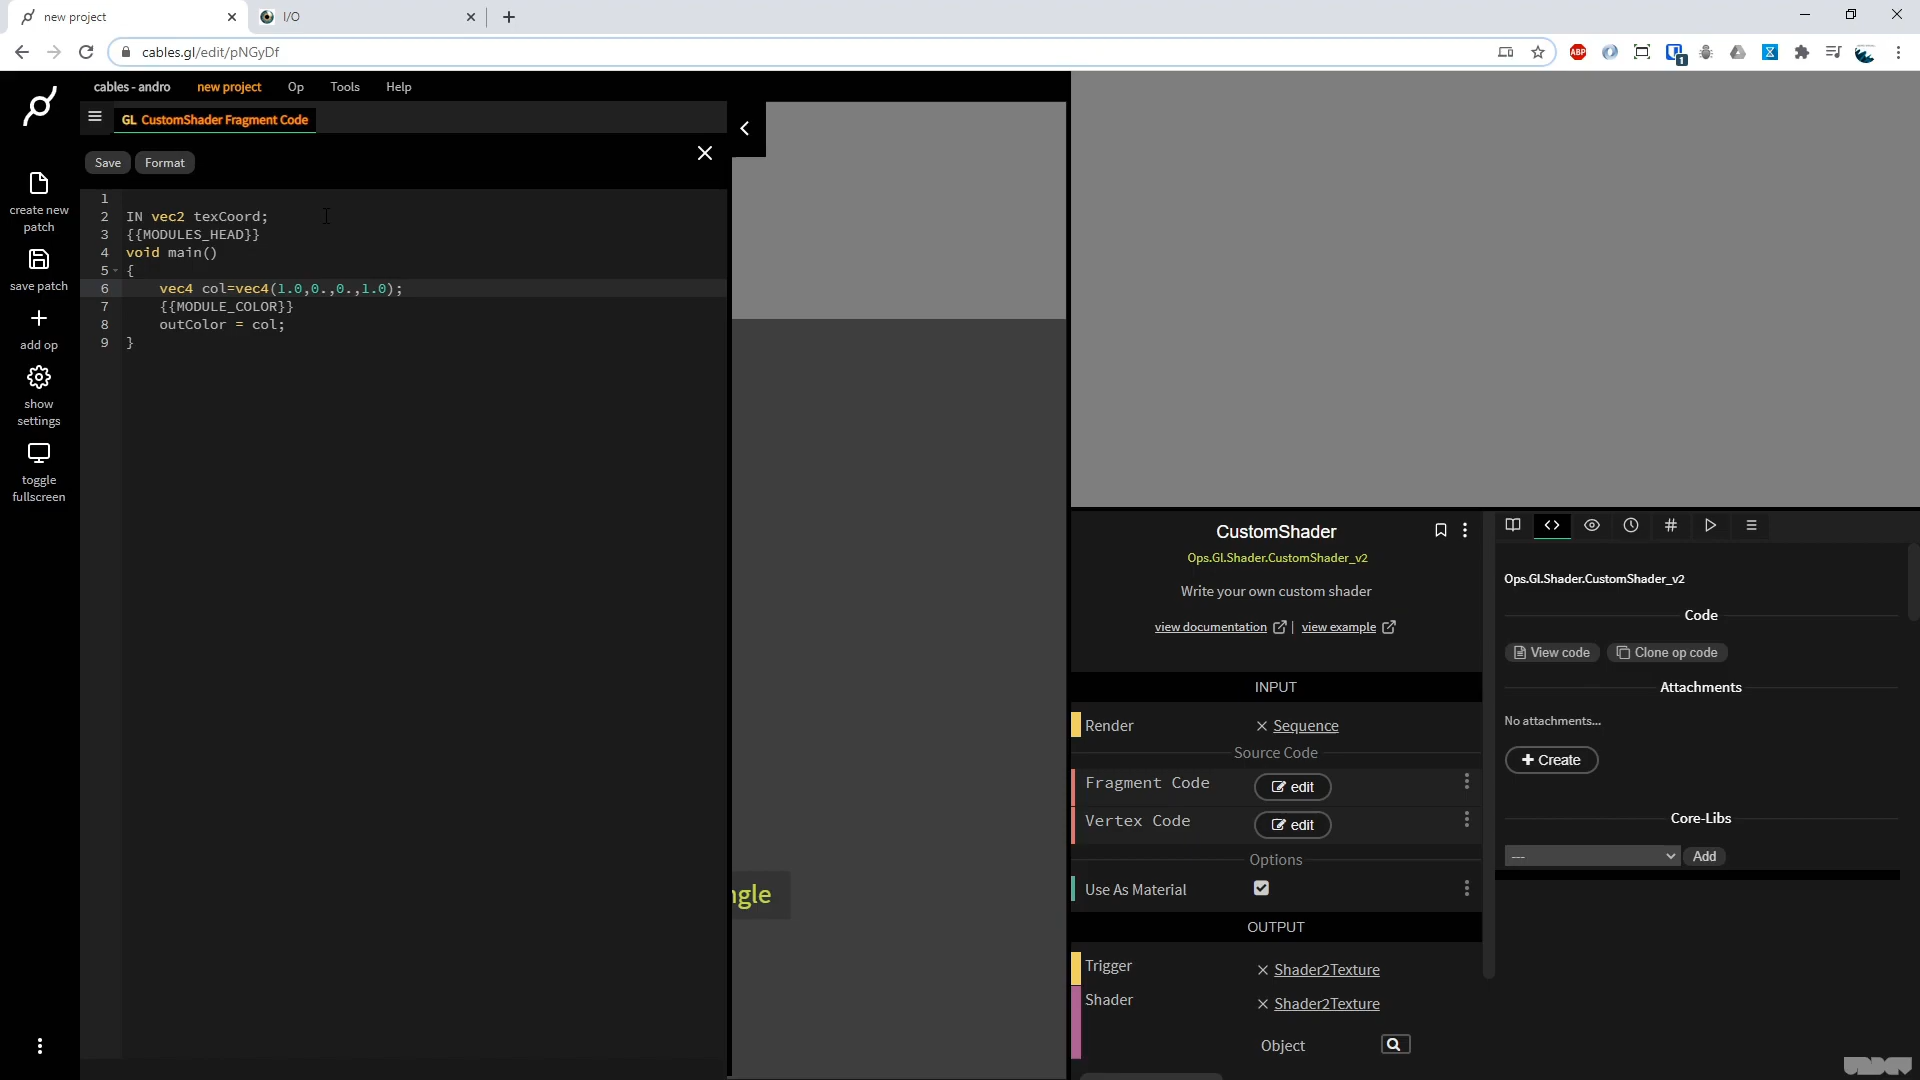 new project
I/O
cables.gl/edit/pNGyDf
ABP
1
cables - andro new project Op Tools Help
GL CustomShader Fragment Code
Save Format
1
2 IN vec2 texCoord;
3 {{MODULES_HEAD}}
4 void main()
5 {
6 vec4 col=vec4(1.0,0.,0.,1.0);
7 {{MODULE_COLOR}}
8 outColor = col;
9 }
create new
patch
save patch
add op
show
settings
toggle
fullscreen
ngle
CustomShader
Ops.Gl.Shader.CustomShader_v2
Write your own custom shader
view documentation | view example
INPUT
Render × Sequence
Source Code
Fragment Code edit
Vertex Code edit
Options
Use As Material
OUTPUT
Trigger × Shader2Texture
Shader × Shader2Texture
Object
Ops.Gl.Shader.CustomShader_v2
Code
View code Clone op code
Attachments
No attachments...
+ Create
Core-Libs
--- Add